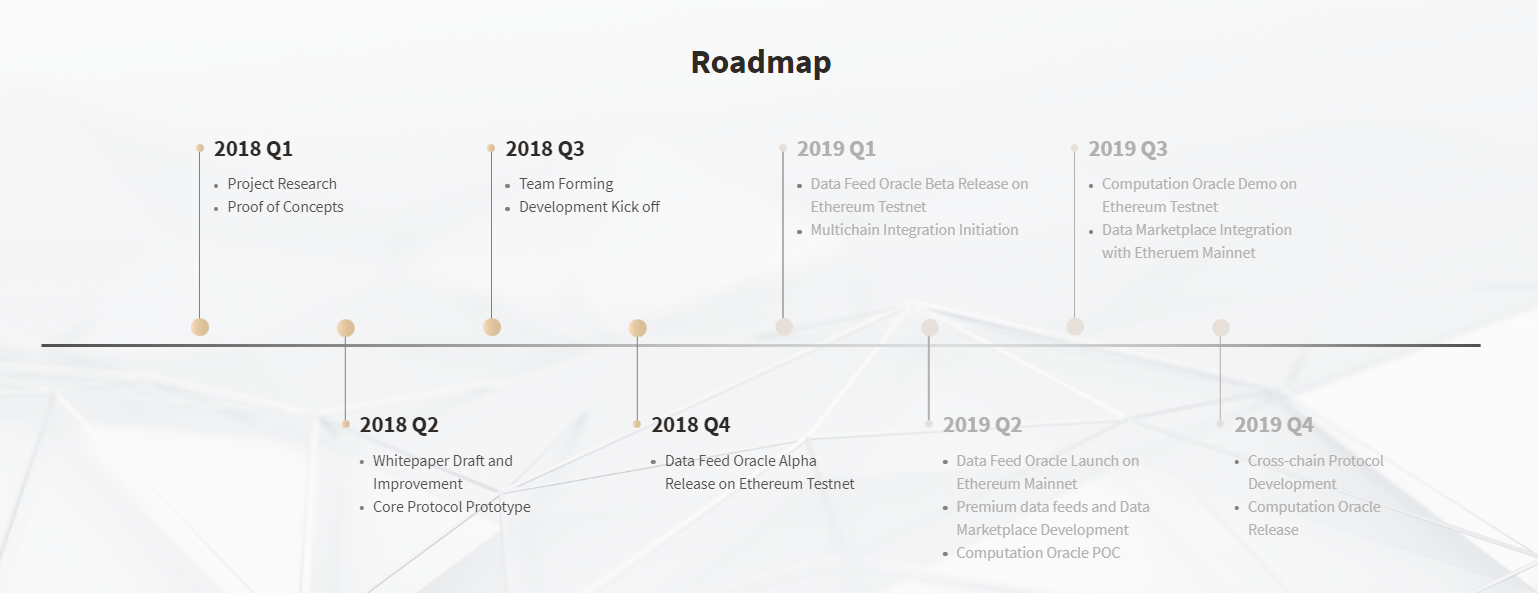 Roadmap
2018 Q1
Project Research
Proof of Concepts
2018 Q3
Team Forming
Development Kick off
2019 Q1
Data Feed Oracle Beta Release on
Ethereum Testnet
Multichain Integration Initiation
2019 Q3
Computation Oracle Demo on
Ethereum Testnet
Data Marketplace Integration
with Etheruem Mainnet
2018 Q2
Whitepaper Draft and
Improvement
Core Protocol Prototype
2018 Q4
Data Feed Oracle Alpha
Release on Ethereum Testnet
2019 Q2
Data Feed Oracle Launch on
Ethereum Mainnet
Premium data feeds and Data
Marketplace Development
Computation Oracle POC
2019 Q4
Cross-chain Protocol
Development
Computation Oracle
Release